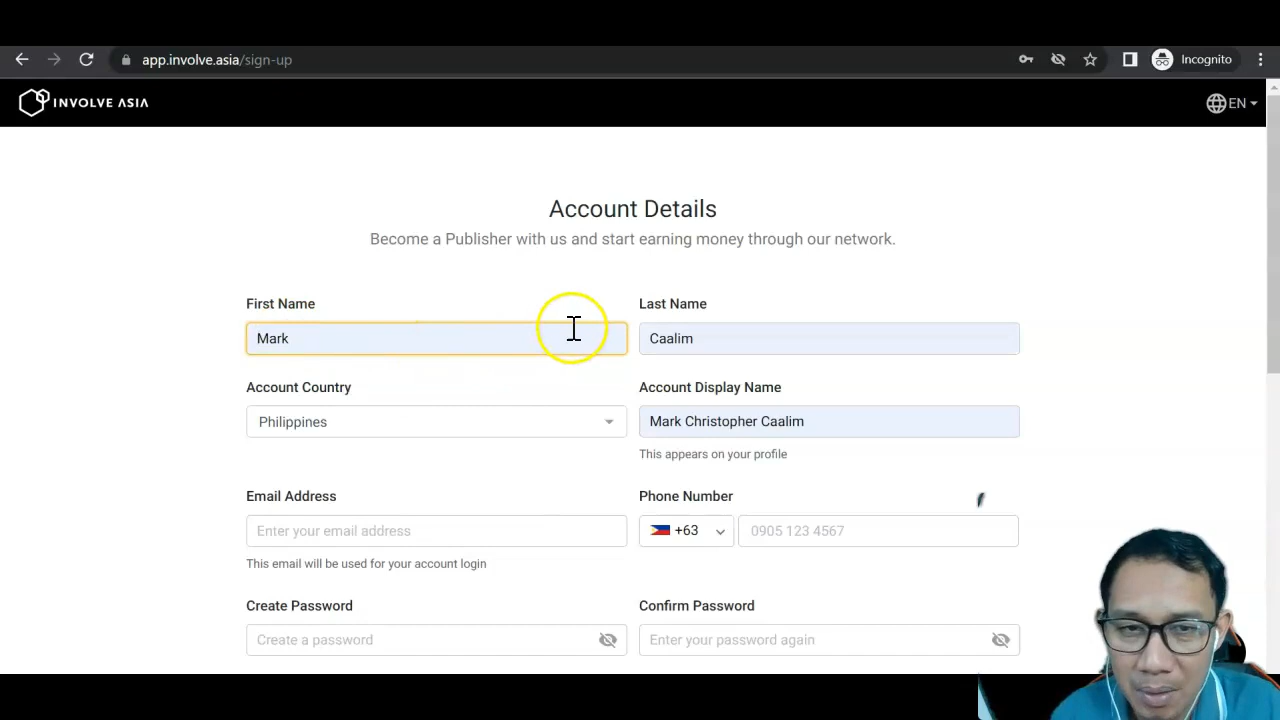 app.involve.asia/sign-up
Incognito
INVOLVE ASIA
EN
Account Details
Become a Publisher with us and start earning money through our network.
First Name
Last Name
Mark
Caalim
Account Country
Account Display Name
Philippines
Mark Christopher Caalim
This appears on your profile
Email Address
Phone Number
Enter your email address
+63
0905 123 4567
This email will be used for your account login
Create Password
Confirm Password
Create a password
Enter your password again